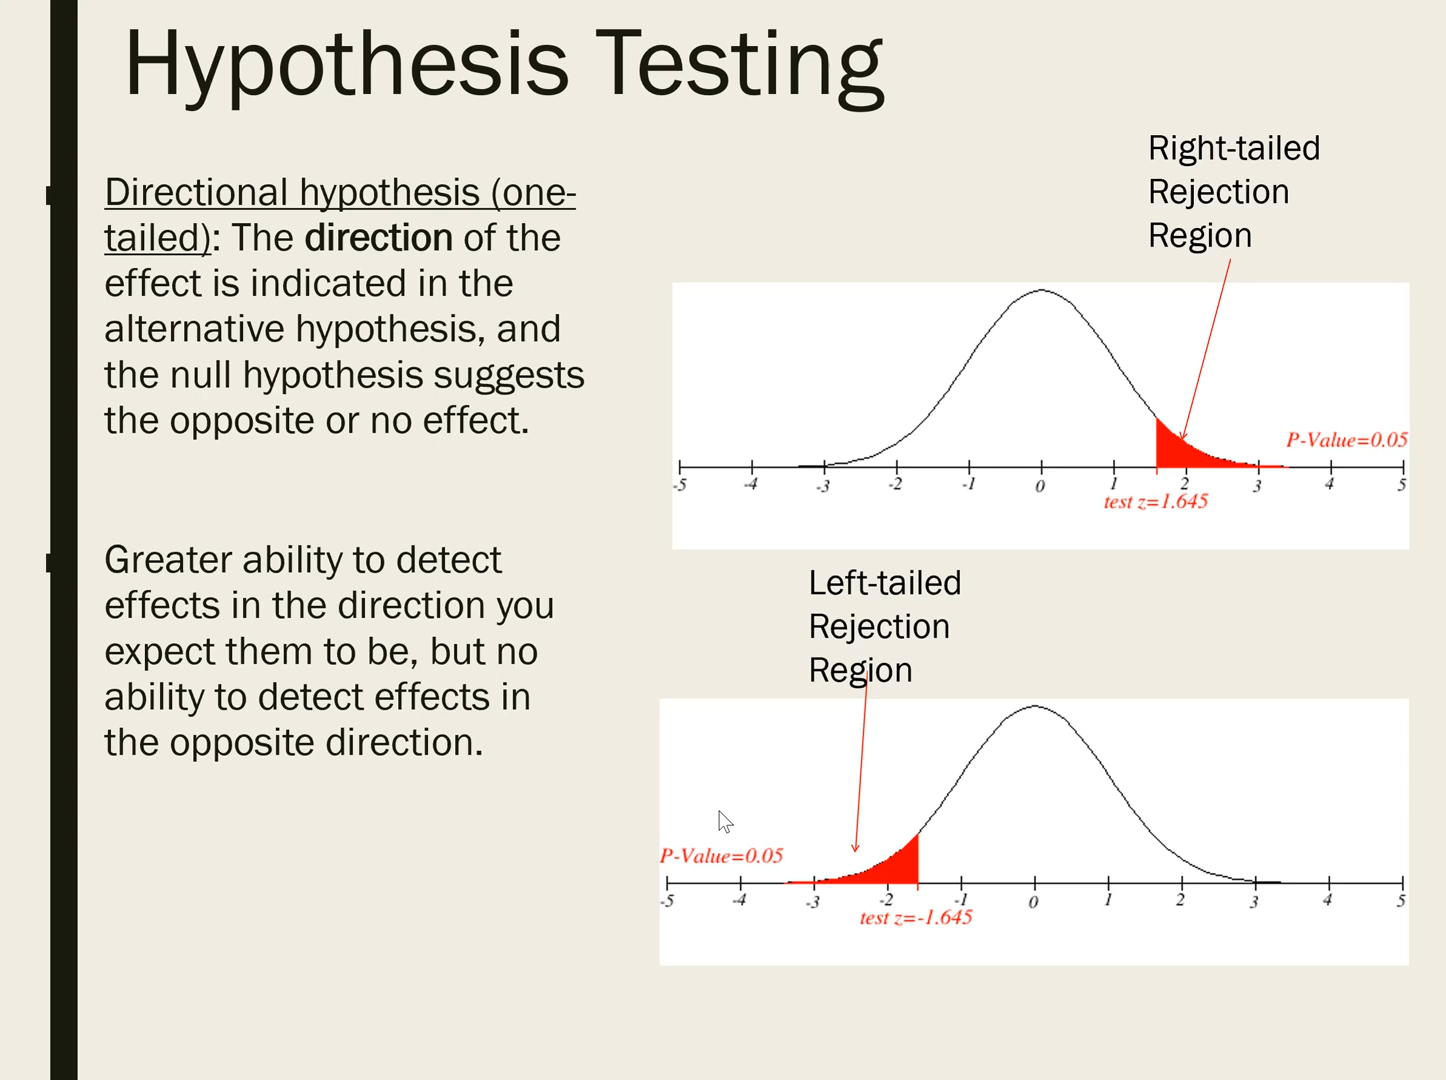 Hypothesis Testing
Directional hypothesis (one-
tailed): The direction of the
effect is indicated in the
alternative hypothesis, and
the null hypothesis suggests
the opposite or no effect.
Greater ability to detect
effects in the direction you
expect them to be, but no
ability to detect effects in
the opposite direction.
Right-tailed
Rejection
Region
P-Value=0.05
-5 -4 -3 -2 -1 0 1 2 3 4 5
test z=1.645
Left-tailed
Rejection
Region
P-Value=0.05
-5 -4 -3 -2 -1 0 1 2 3 4 5
test z=-1.645